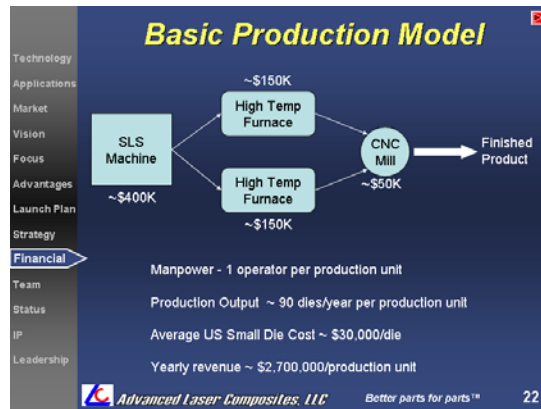 Basic Production Model
Technology
Applications
Market
Vision
Focus
Advantages
Launch Plan
Strategy
Financial
Team
Status
IP
Leadership
~$150K
High Temp
Furnace
SLS
Machine
~$400K
High Temp
Furnace
~$150K
CNC
Mill
~$50K
Finished
Product
Manpower - 1 operator per production unit
Production Output ~ 90 dies/year per production unit
Average US Small Die Cost ~ $30,000/die
Yearly revenue ~ $2,700,000/production unit
Advanced Laser Composites, LLC
Better parts for parts™
22